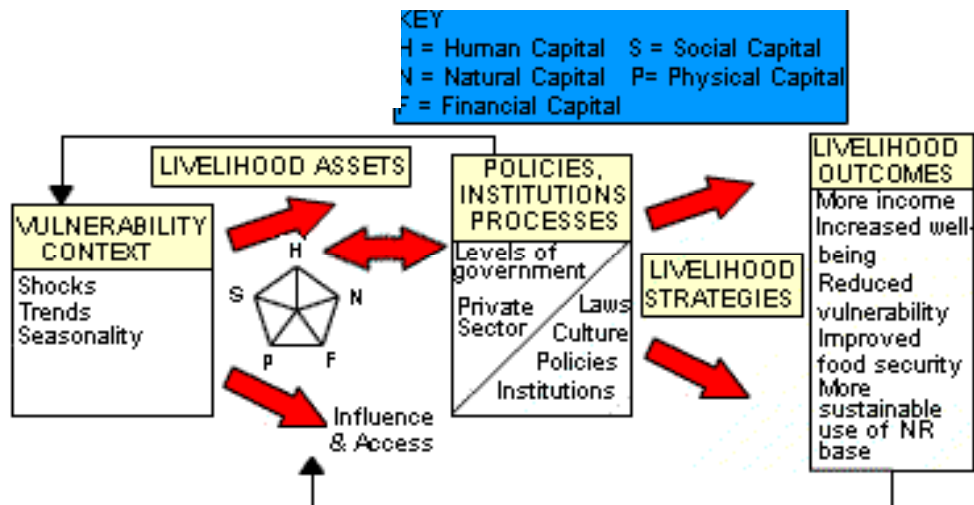 KEY
H = Human Capital S = Social Capital
N = Natural Capital P= Physical Capital
F = Financial Capital
LIVELIHOOD ASSETS
VULNERABILITY
CONTEXT
Shocks
Trends
Seasonality
H
S
N
P
F
Influence
& Access
POLICIES,
INSTITUTIONS
PROCESSES
Levels of
government
Private
Sector
Laws
Culture
Policies
Institutions
LIVELIHOOD
STRATEGIES
LIVELIHOOD
OUTCOMES
More income
Increased well-
being
Reduced
vulnerability
Improved
food security
More
sustainable
use of NR
base